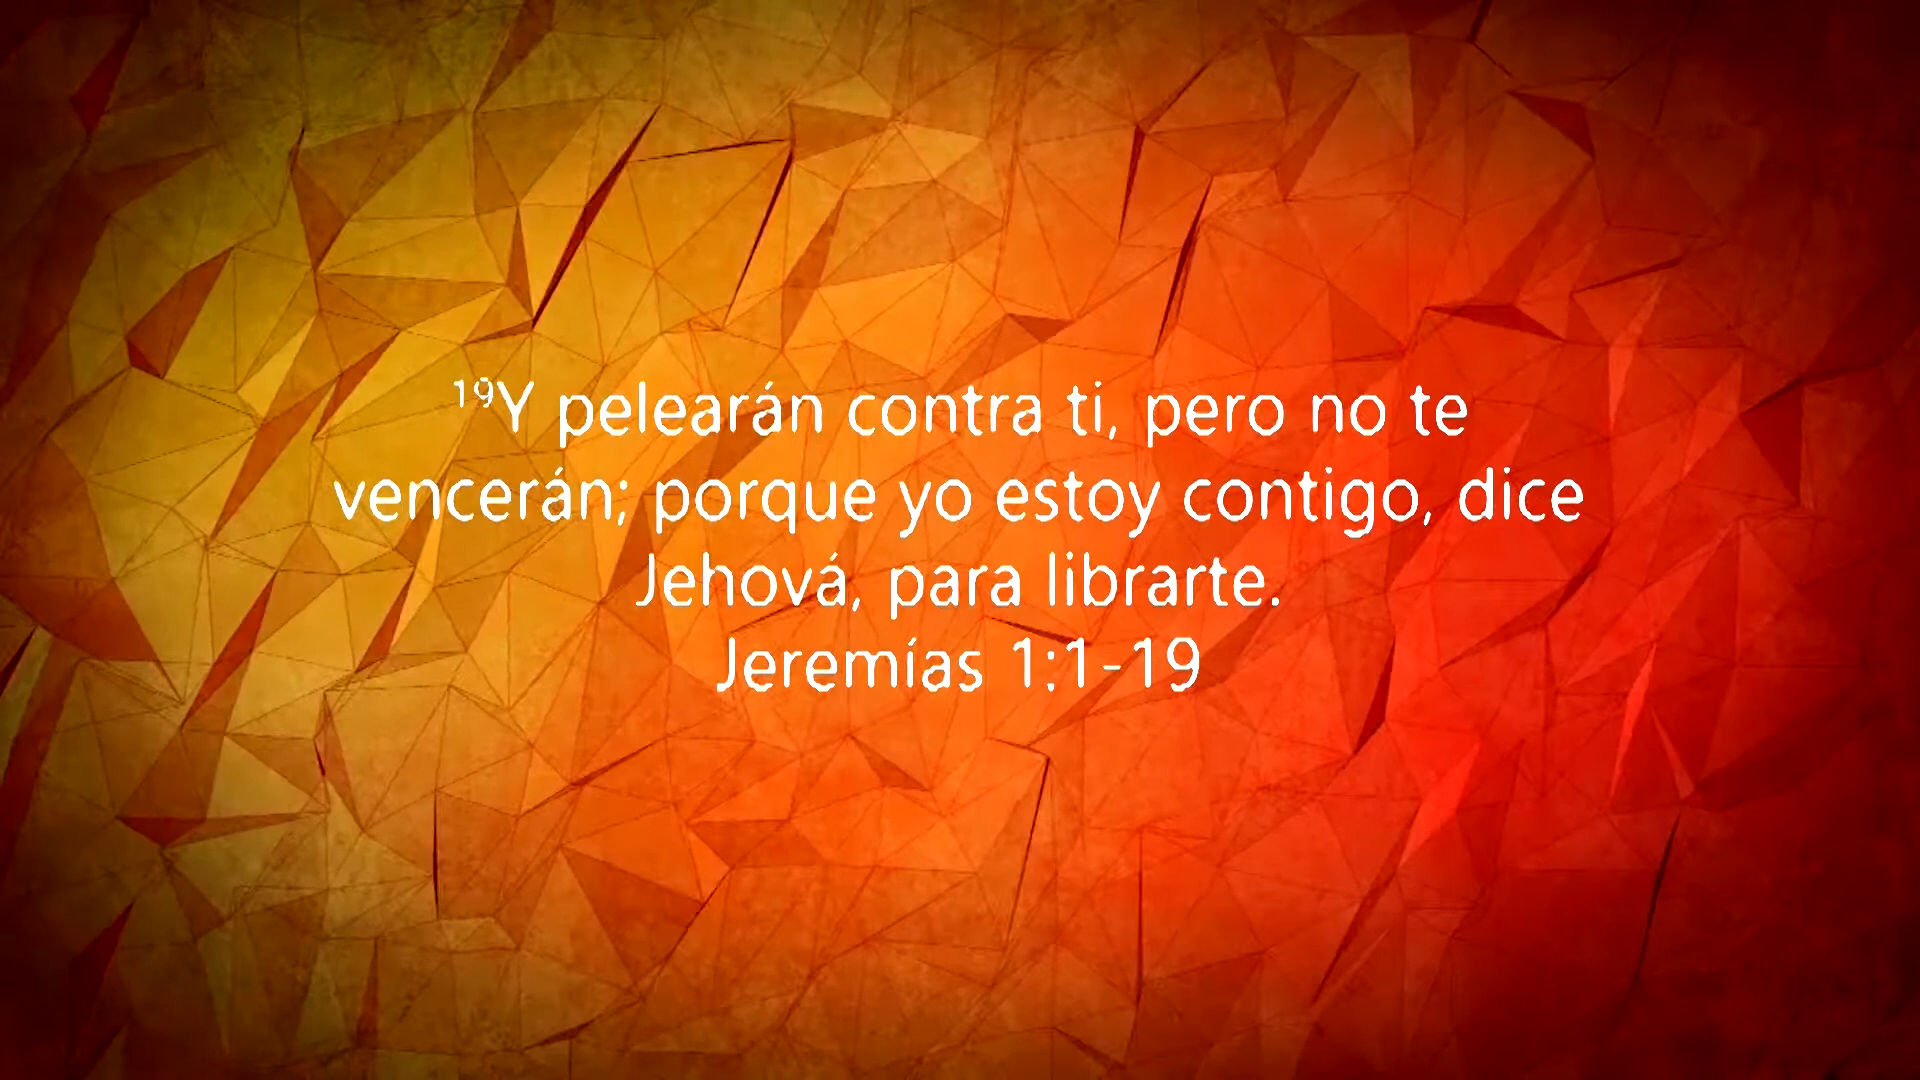 ¹⁹Y pelearán contra ti, pero no te
vencerán; porque yo estoy contigo, dice
Jehová, para librarte.
Jeremías 1:1-19